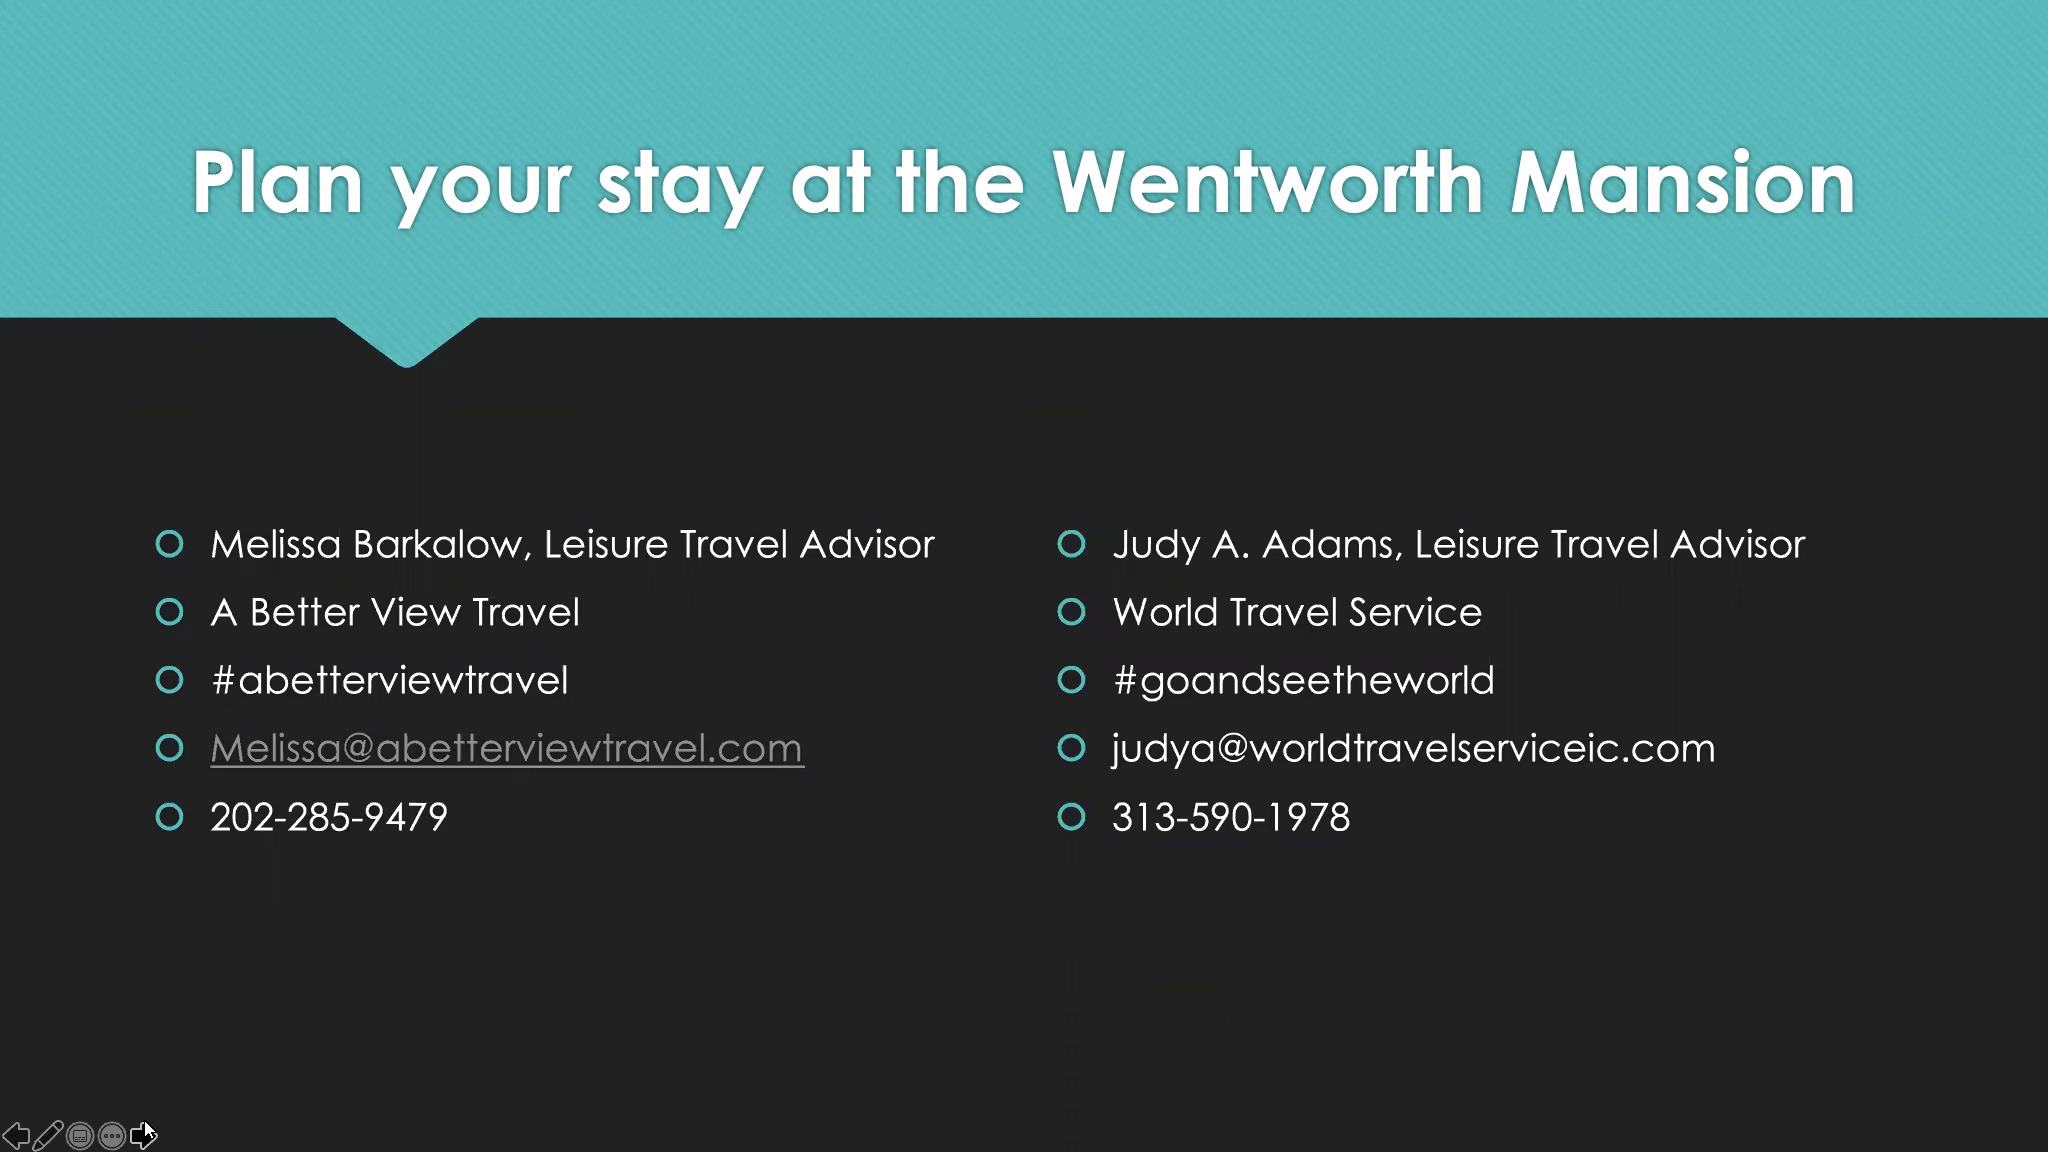 Plan your stay at the Wentworth Mansion
Melissa Barkalow, Leisure Travel Advisor
A Better View Travel
#abetterviewtravel
Melissa@abetterviewtravel.com
202-285-9479
Judy A. Adams, Leisure Travel Advisor
World Travel Service
#goandseetheworld
judya@worldtravelserviceic.com
313-590-1978